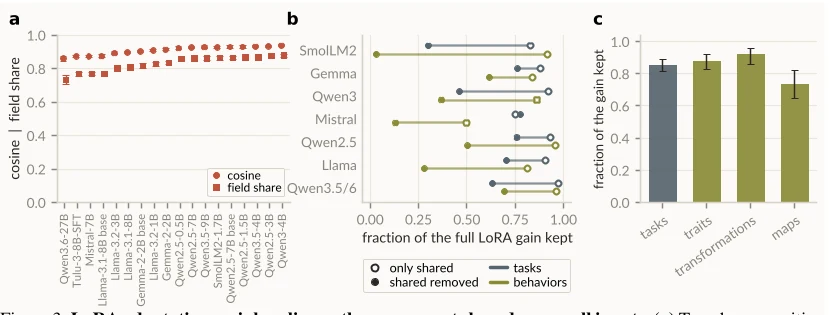 a
1.0
0.8
0.6
0.4
0.2
0.0
cosine | field share
cosine
field share
Qwen3.6-27B
Tulu-3-8B-SFT
Mistral-7B
Llama-3.1-8B base
Llama-3.2-3B
Llama-3.1-8B
Gemma-2-2B base
Llama-3.2-1B
Gemma-2-2B
Qwen2.5-0.5B
Qwen2.5-7B
Qwen3.5-9B
SmolLM2-1.7B
Qwen2.5-7B base
Qwen2.5-1.5B
Qwen3.5-4B
Qwen2.5-3B
Qwen3-4B
b
SmolLM2
Gemma
Qwen3
Mistral
Qwen2.5
Llama
Qwen3.5/6
0.00 0.25 0.50 0.75 1.00
fraction of the full LoRA gain kept
only shared tasks
shared removed behaviors
c
1.0
0.8
0.6
0.4
0.2
0.0
fraction of the gain kept
tasks
traits
transformations
maps